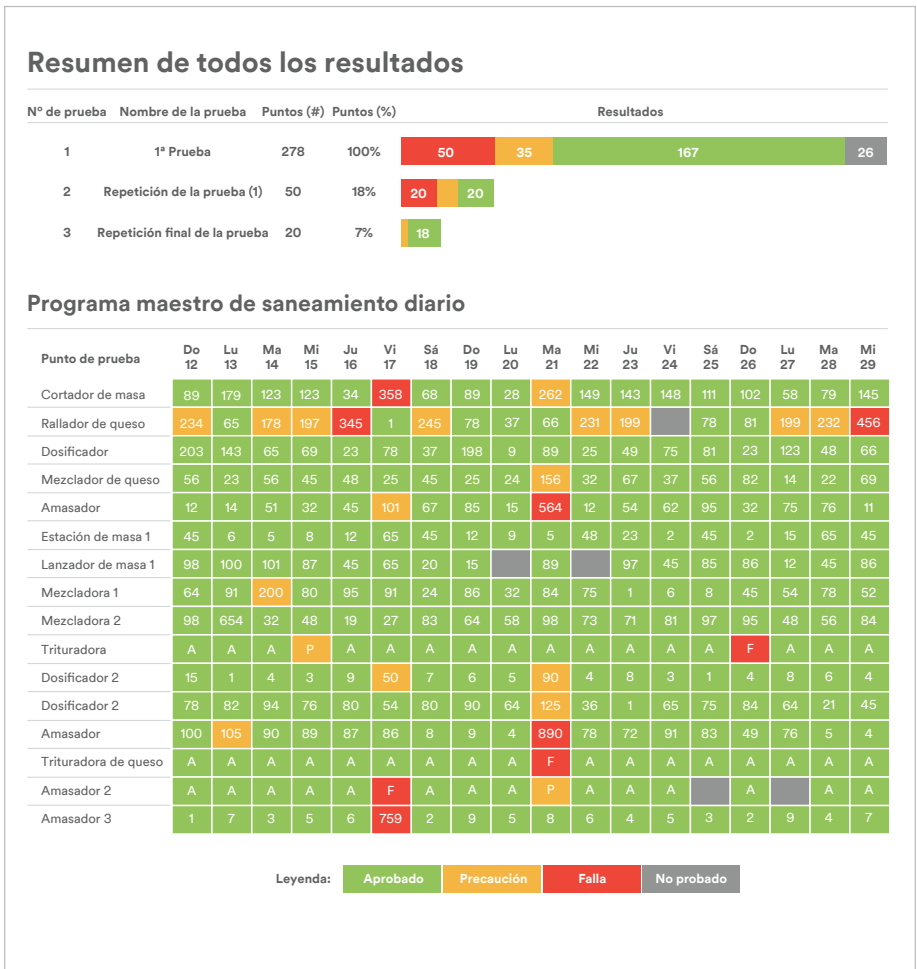 Resumen de todos los resultados
Nº de prueba Nombre de la prueba Puntos (#) Puntos (%) Resultados
1 1ª Prueba 278 100% 50 35 167 26
2 Repetición de la prueba (1) 50 18% 20 20
3 Repetición final de la prueba 20 7% 18
Programa maestro de saneamiento diario
Punto de prueba Do 12 Lu 13 Ma 14 Mi 15 Ju 16 Vi 17 Sá 18 Do 19 Lu 20 Ma 21 Mi 22 Ju 23 Vi 24 Sá 25 Do 26 Lu 27 Ma 28 Mi 29
Cortador de masa 89 179 123 123 34 358 68 89 28 262 149 143 148 111 102 58 79 145
Rallador de queso 234 65 178 197 345 1 245 78 37 66 231 199 78 81 199 232 456
Dosificador 203 143 65 69 23 78 37 198 9 89 25 49 75 81 23 123 48 66
Mezclador de queso 56 23 56 45 48 25 45 25 24 156 32 67 37 56 82 14 22 69
Amasador 12 14 51 32 45 101 67 85 15 564 12 54 62 95 32 75 76 11
Estación de masa 1 45 6 5 8 12 65 45 12 9 5 48 23 2 45 2 15 65 45
Lanzador de masa 1 98 100 101 87 45 65 20 15 89 97 45 85 86 12 45 86
Mezcladora 1 64 91 200 80 95 91 24 86 32 84 75 1 6 8 45 54 78 52
Mezcladora 2 98 654 32 48 19 27 83 64 58 98 73 71 81 97 95 48 56 84
Trituradora A A A P A A A A A A A A A A F A A A
Dosificador 2 15 1 4 3 9 50 7 6 5 90 4 8 3 1 4 8 6 4
Dosificador 2 78 82 94 76 80 54 80 90 64 125 36 1 65 75 84 64 21 45
Amasador 100 105 90 89 87 86 8 9 4 890 78 72 91 83 49 76 5 4
Trituradora de queso A A A A A A A A A F A A A A A A A A
Amasador 2 A A A A A F A A A P A A A A A A
Amasador 3 1 7 3 5 6 759 2 9 5 8 6 4 5 3 2 9 4 7
Leyenda: Aprobado Precaución Falla No probado